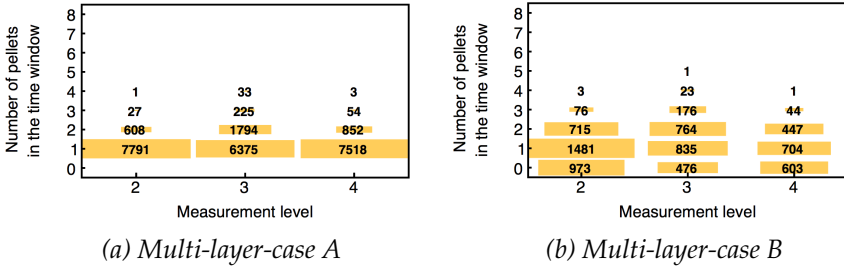 Number of pellets
in the time window
8
7
6
5
4
3
2
1
0
1 33 3
27 225 54
608 1794 852
7791 6375 7518
2 3 4
Measurement level
(a) Multi-layer-case A
Number of pellets
in the time window
8
7
6
5
4
3
2
1
0
1
3 23 1
76 176 44
715 764 447
1481 835 704
973 476 603
2 3 4
Measurement level
(b) Multi-layer-case B